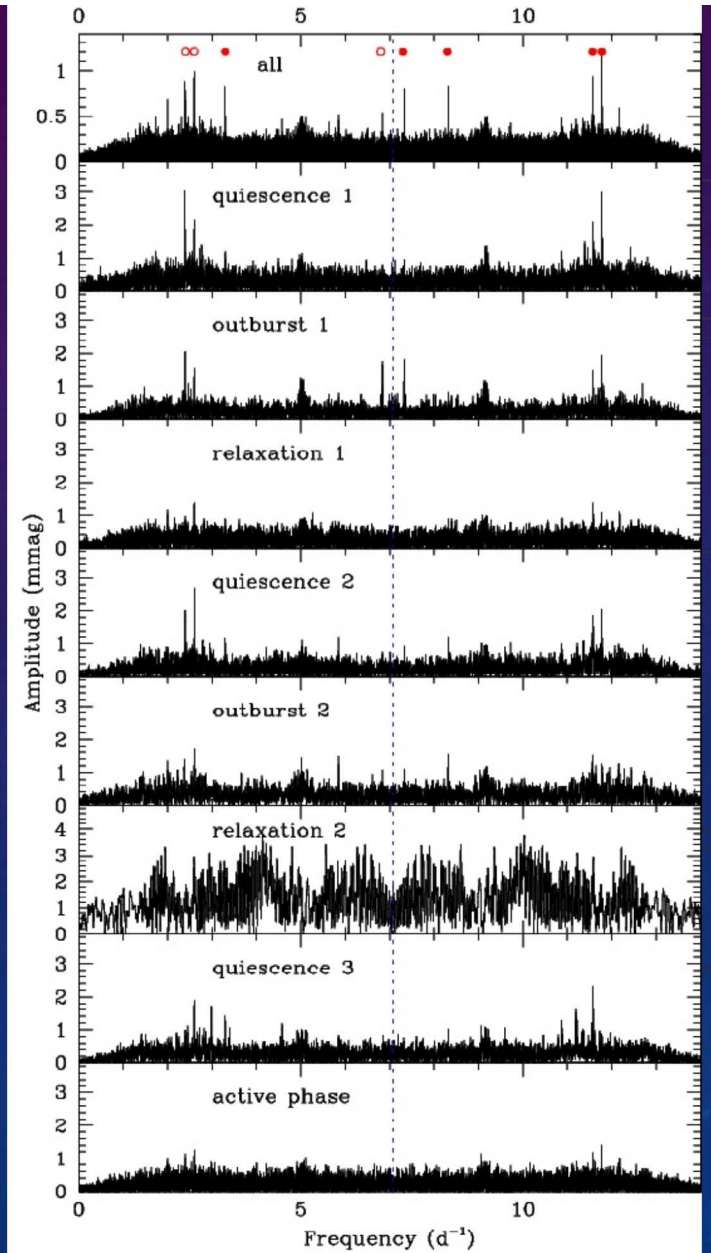 0 5 10
all
1
0.5
0
quiescence 1
3
2
1
0
outburst 1
3
2
1
0
relaxation 1
3
2
1
0
quiescence 2
3
2
1
0
outburst 2
3
2
1
0
relaxation 2
4
3
2
1
0
quiescence 3
3
2
1
0
active phase
3
2
1
0
Amplitude (mmag)
0 5 10
Frequency (d⁻¹)